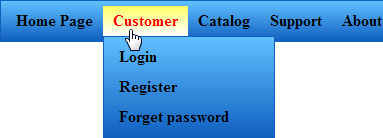 Home Page Customer Catalog Support About
Login
Register
Forget password